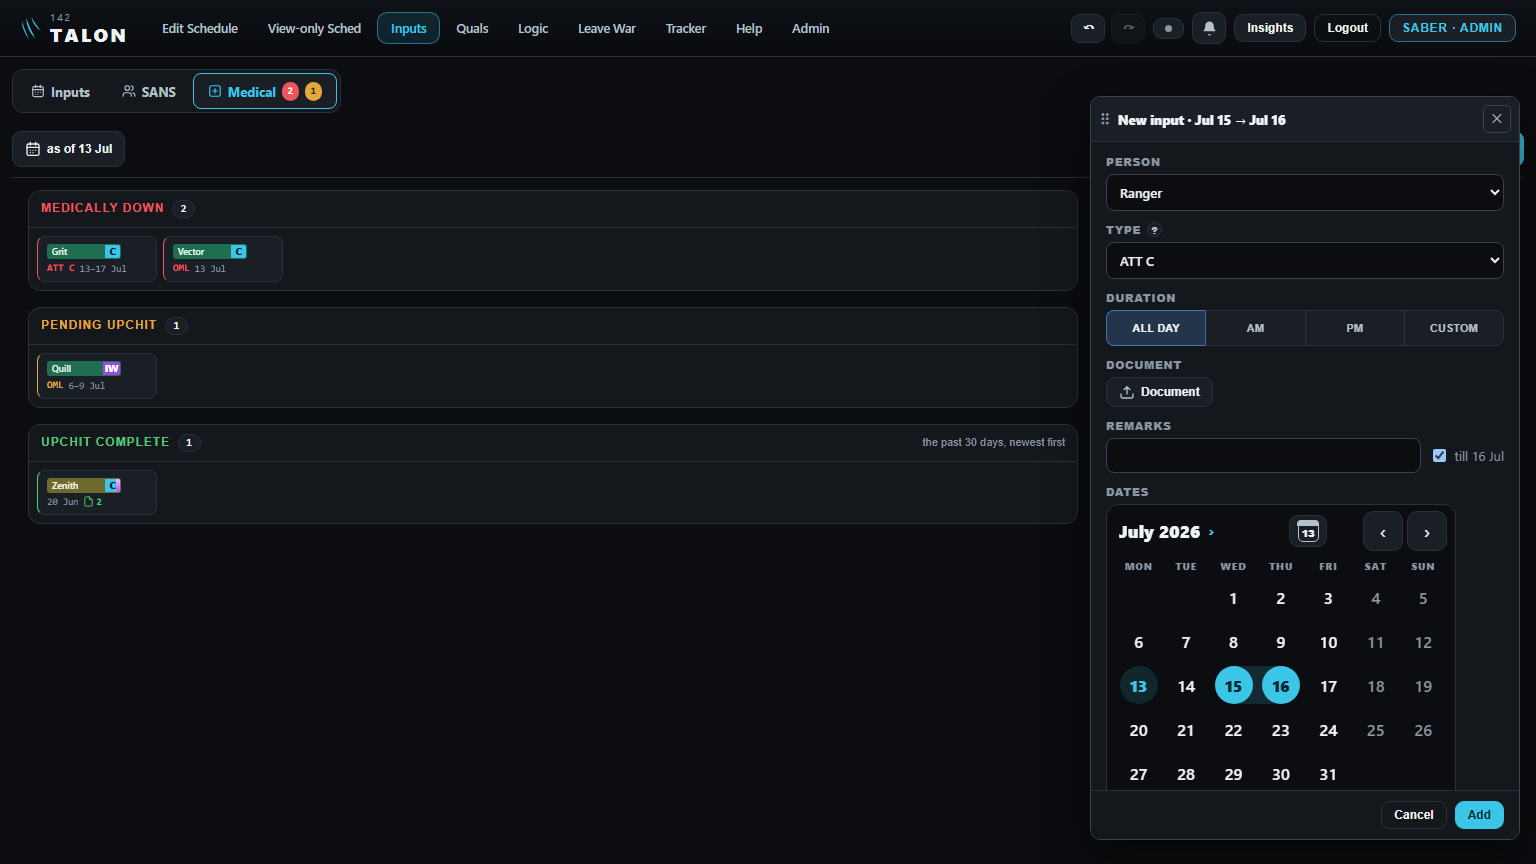 142
TALON
Edit Schedule
View-only Sched
Inputs
Quals
Logic
Leave War
Tracker
Help
Admin
Insights
Logout
SABER · ADMIN
Inputs
SANS
Medical 2 1
as of 13 Jul
MEDICALLY DOWN 2
Grit C
ATT C 13–17 Jul
Vector C
OML 13 Jul
PENDING UPCHIT 1
Quill IW
OML 6–9 Jul
UPCHIT COMPLETE 1
the past 30 days, newest first
Zenith C
20 Jun 2
New input · Jul 15 → Jul 16
PERSON
Ranger
TYPE ?
ATT C
DURATION
ALL DAY AM PM CUSTOM
DOCUMENT
Document
REMARKS
till 16 Jul
DATES
July 2026 ›
13
‹ ›
MON TUE WED THU FRI SAT SUN
1 2 3 4 5
6 7 8 9 10 11 12
13 14 15 16 17 18 19
20 21 22 23 24 25 26
27 28 29 30 31
Cancel Add